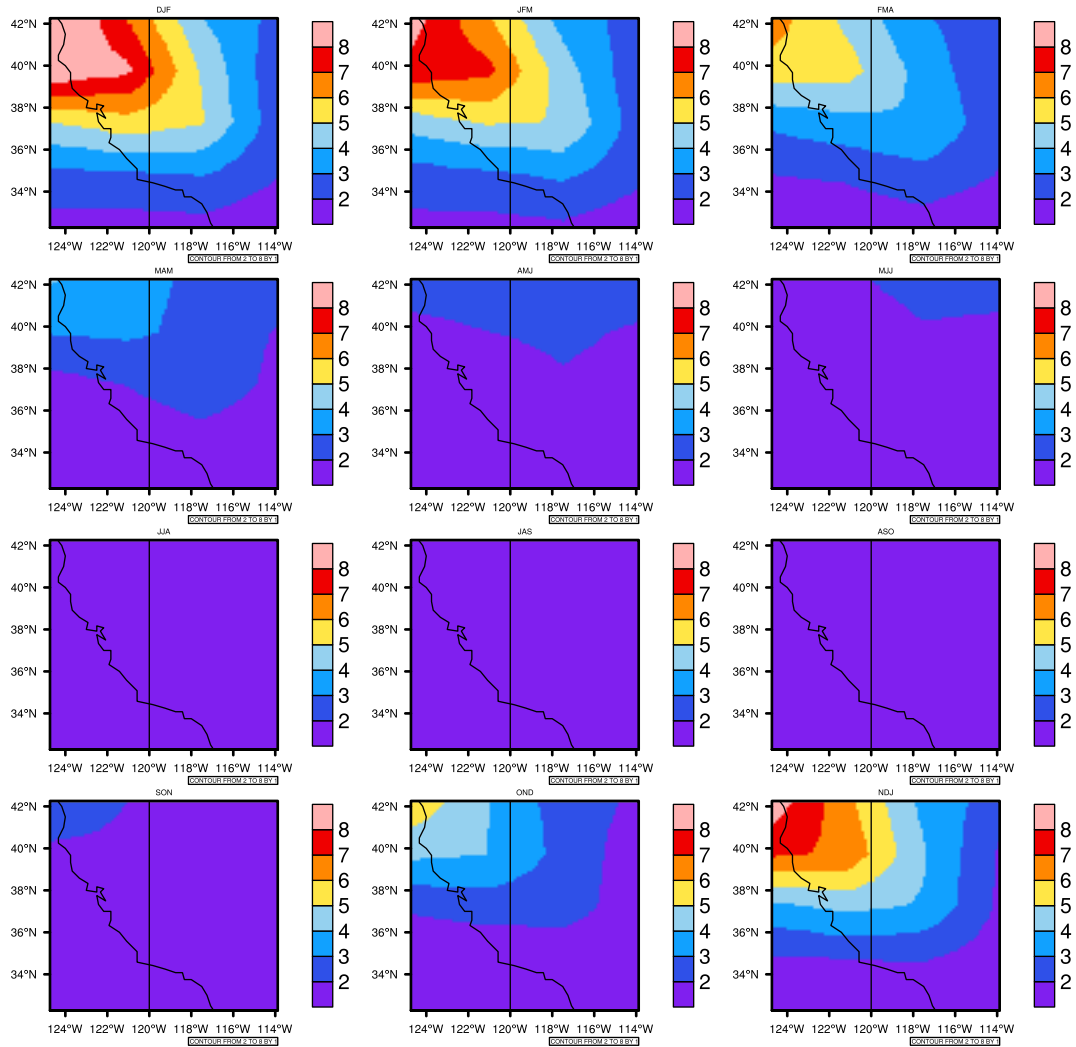 DJF JFM FMA
42°N 42°N 42°N
8 8 8
40°N 40°N 40°N
7 7 7
6 6 6
38°N 38°N 38°N
5 5 5
36°N 36°N 36°N
4 4 4
3 3 3
34°N 34°N 34°N
2 2 2
124°W 122°W 120°W 118°W 116°W 114°W 124°W 122°W 120°W 118°W 116°W 114°W 124°W 122°W 120°W 118°W 116°W 114°W
CONTOUR FROM 2 TO 8 BY 1 CONTOUR FROM 2 TO 8 BY 1 CONTOUR FROM 2 TO 8 BY 1
MAM AMJ MJJ
42°N 42°N 42°N
8 8 8
40°N 40°N 40°N
7 7 7
6 6 6
38°N 38°N 38°N
5 5 5
36°N 36°N 36°N
4 4 4
3 3 3
34°N 34°N 34°N
2 2 2
124°W 122°W 120°W 118°W 116°W 114°W 124°W 122°W 120°W 118°W 116°W 114°W 124°W 122°W 120°W 118°W 116°W 114°W
CONTOUR FROM 2 TO 8 BY 1 CONTOUR FROM 2 TO 8 BY 1 CONTOUR FROM 2 TO 8 BY 1
JJA JAS ASO
42°N 42°N 42°N
8 8 8
40°N 40°N 40°N
7 7 7
6 6 6
38°N 38°N 38°N
5 5 5
36°N 36°N 36°N
4 4 4
3 3 3
34°N 34°N 34°N
2 2 2
124°W 122°W 120°W 118°W 116°W 114°W 124°W 122°W 120°W 118°W 116°W 114°W 124°W 122°W 120°W 118°W 116°W 114°W
CONTOUR FROM 2 TO 8 BY 1 CONTOUR FROM 2 TO 8 BY 1 CONTOUR FROM 2 TO 8 BY 1
SON OND NDJ
42°N 42°N 42°N
8 8 8
40°N 40°N 40°N
7 7 7
6 6 6
38°N 38°N 38°N
5 5 5
36°N 36°N 36°N
4 4 4
3 3 3
34°N 34°N 34°N
2 2 2
124°W 122°W 120°W 118°W 116°W 114°W 124°W 122°W 120°W 118°W 116°W 114°W 124°W 122°W 120°W 118°W 116°W 114°W
CONTOUR FROM 2 TO 8 BY 1 CONTOUR FROM 2 TO 8 BY 1 CONTOUR FROM 2 TO 8 BY 1